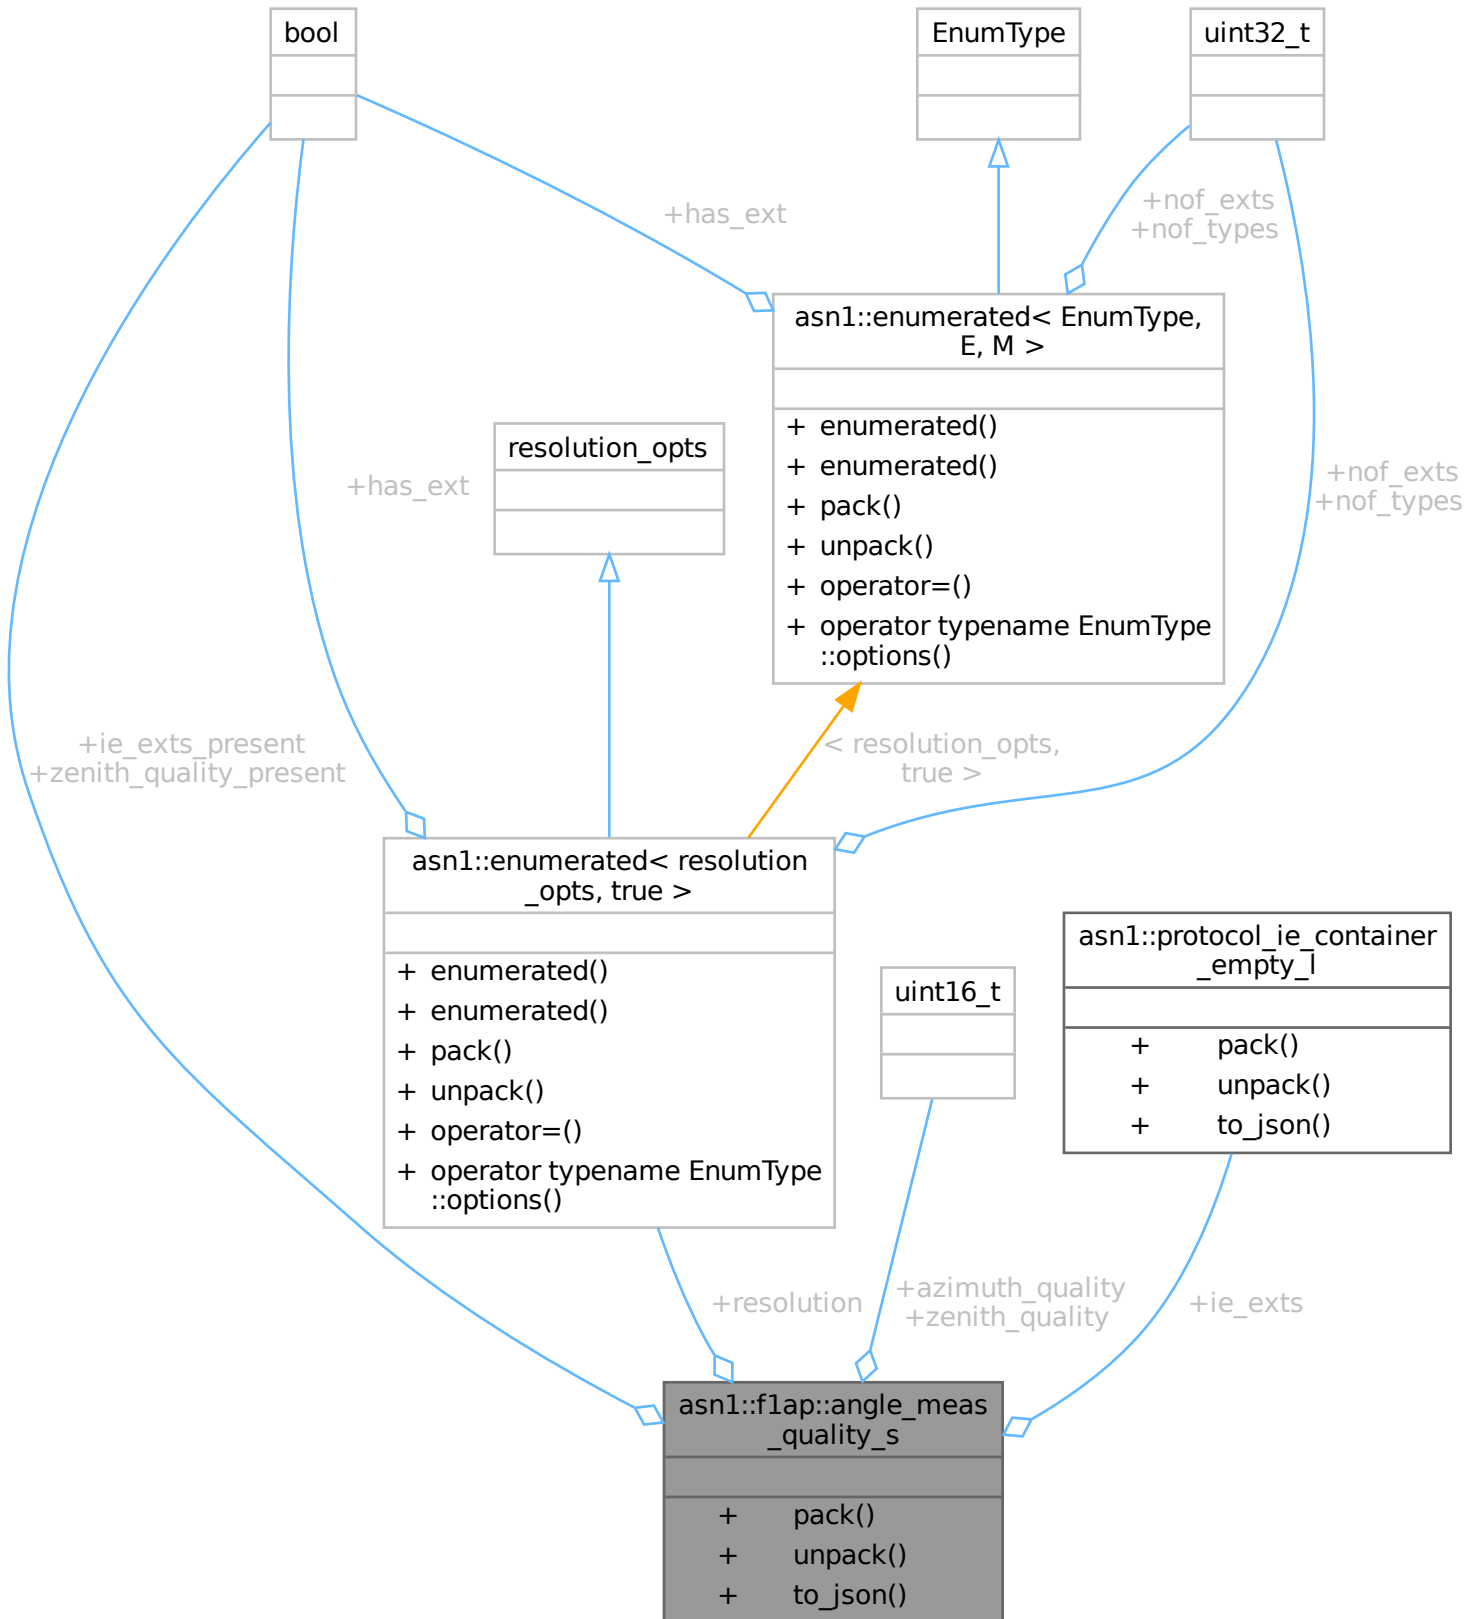 bool
EnumType
uint32_t
+has_ext
+nof_exts
+nof_types
asn1::enumerated< EnumType,
E, M >
+ enumerated()
+ enumerated()
+ pack()
+ unpack()
+ operator=()
+ operator typename EnumType
::options()
resolution_opts
+has_ext
+nof_exts
+nof_types
+ie_exts_present
+zenith_quality_present
< resolution_opts,
true >
asn1::enumerated< resolution
_opts, true >
+ enumerated()
+ enumerated()
+ pack()
+ unpack()
+ operator=()
+ operator typename EnumType
::options()
uint16_t
asn1::protocol_ie_container
_empty_l
+ pack()
+ unpack()
+ to_json()
+resolution
+azimuth_quality
+zenith_quality
+ie_exts
asn1::f1ap::angle_meas
_quality_s
+ pack()
+ unpack()
+ to_json()